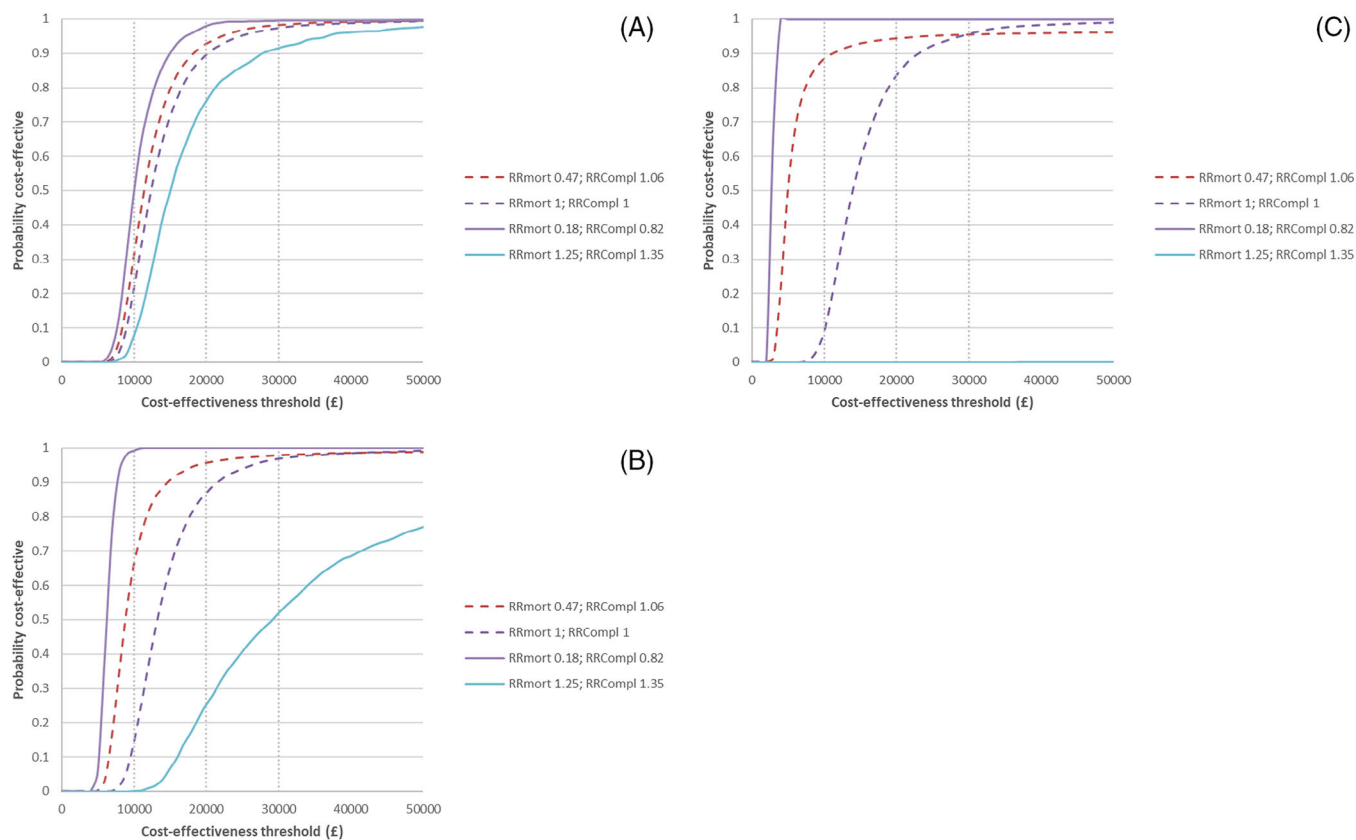 (A)
Probability cost-effective
1
0.9
0.8
0.7
0.6
0.5
0.4
0.3
0.2
0.1
0
0 10000 20000 30000 40000 50000
Cost-effectiveness threshold (£)
RRmort 0.47; RRCompl 1.06
RRmort 1; RRCompl 1
RRmort 0.18; RRCompl 0.82
RRmort 1.25; RRCompl 1.35
(C)
Probability cost-effective
1
0.9
0.8
0.7
0.6
0.5
0.4
0.3
0.2
0.1
0
0 10000 20000 30000 40000 50000
Cost-effectiveness threshold (£)
RRmort 0.47; RRCompl 1.06
RRmort 1; RRCompl 1
RRmort 0.18; RRCompl 0.82
RRmort 1.25; RRCompl 1.35
(B)
Probability cost-effective
1
0.9
0.8
0.7
0.6
0.5
0.4
0.3
0.2
0.1
0
0 10000 20000 30000 40000 50000
Cost-effectiveness threshold (£)
RRmort 0.47; RRCompl 1.06
RRmort 1; RRCompl 1
RRmort 0.18; RRCompl 0.82
RRmort 1.25; RRCompl 1.35